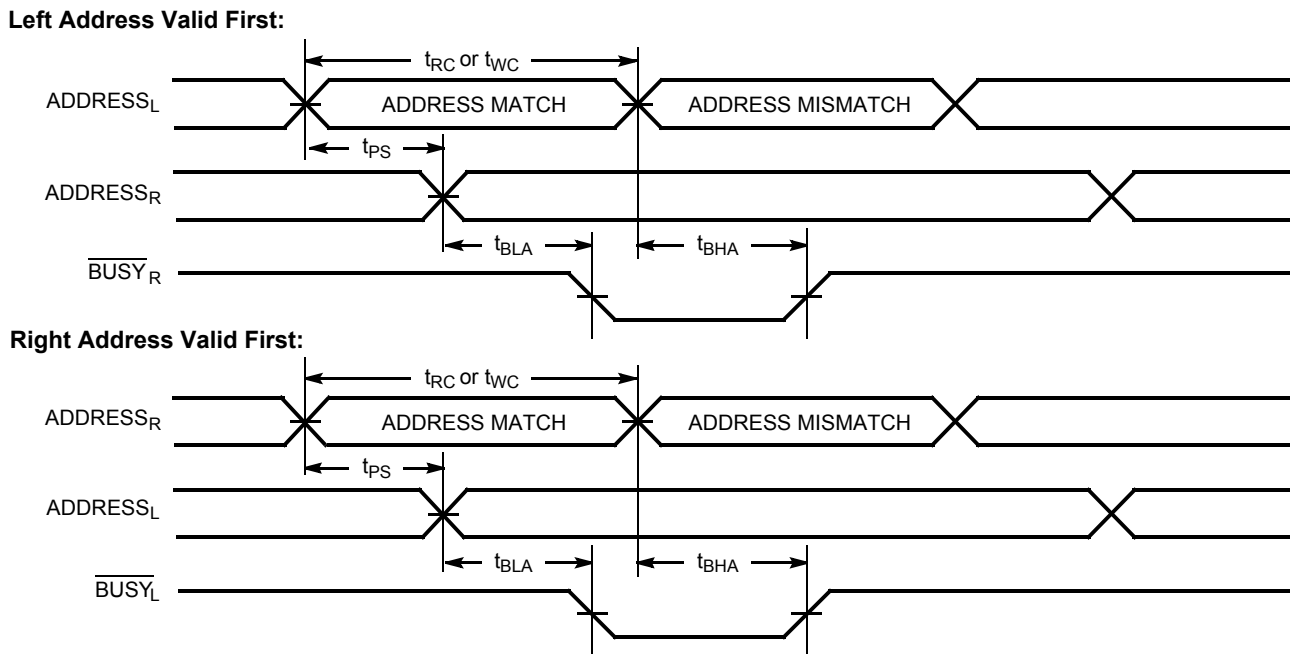 Left Address Valid First:
tRC or tWC
ADDRESSL
ADDRESS MATCH
ADDRESS MISMATCH
tPS
ADDRESSR
tBLA
tBHA
BUSYR
Right Address Valid First:
tRC or tWC
ADDRESSR
ADDRESS MATCH
ADDRESS MISMATCH
tPS
ADDRESSL
tBLA
tBHA
BUSYL